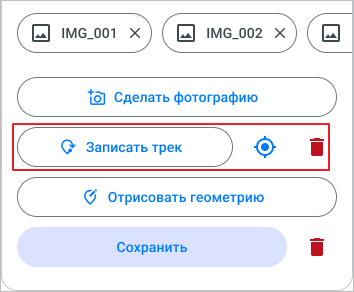 IMG_001 IMG_002
Сделать фотографию
Записать трек
Отрисовать геометрию
Сохранить